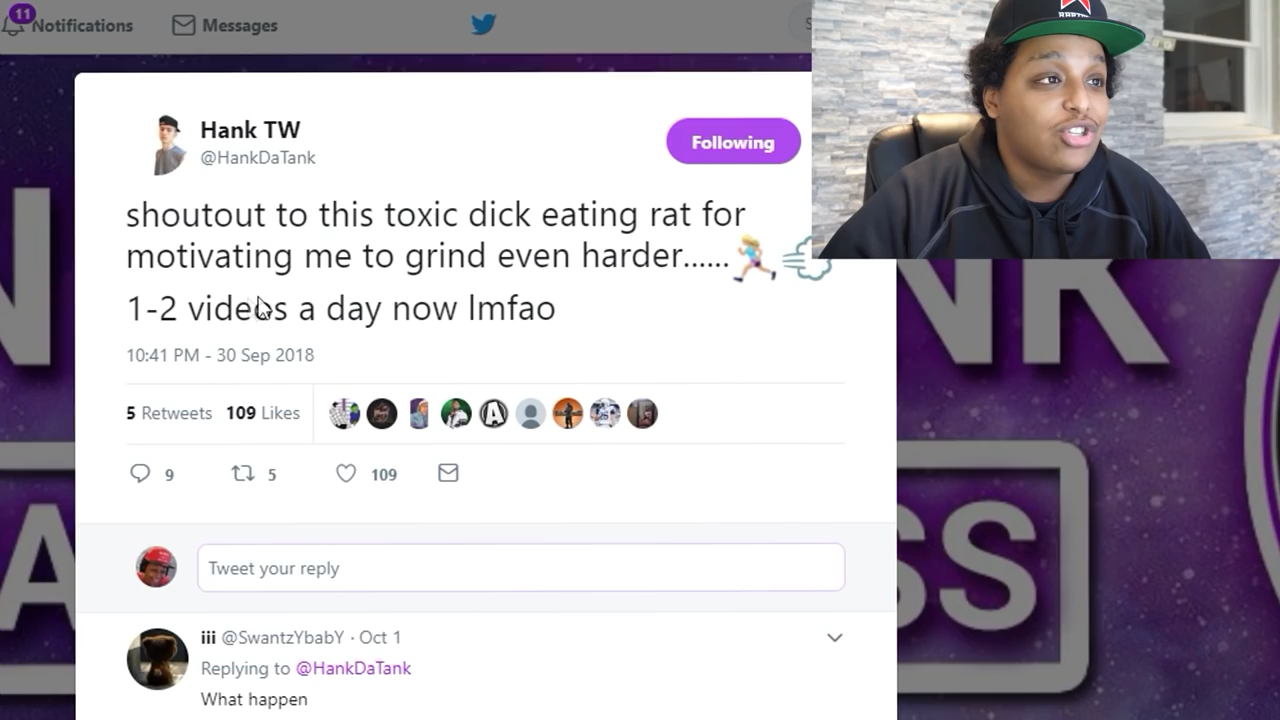 11
Notifications
Messages
Hank TW
@HankDaTank
Following
shoutout to this toxic dick eating rat for
motivating me to grind even harder......
1-2 videos a day now lmfao
10:41 PM - 30 Sep 2018
5 Retweets 109 Likes
9 5 109
Tweet your reply
iii @SwantzYbabY · Oct 1
Replying to @HankDaTank
What happen